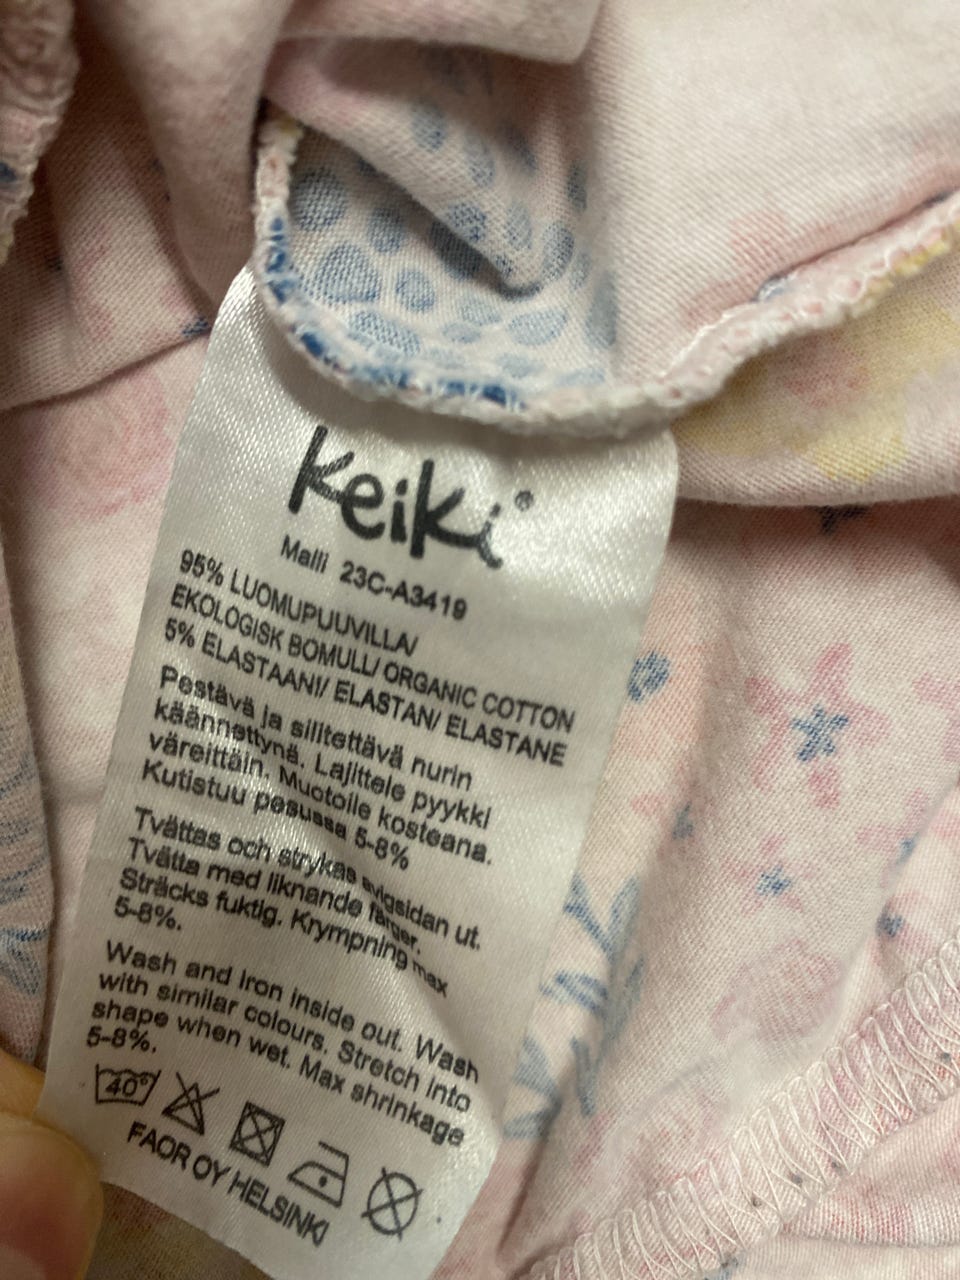 Keiki®
Malli 23C-A3419
95% LUOMUPUUVILLA/
EKOLOGISK BOMULL/ ORGANIC COTTON
5% ELASTAANI/ ELASTAN/ ELASTANE
Pestävä ja silitettävä nurin
käännettynä. Lajittele pyykki
väreittäin. Muotoile kosteana.
Kutistuu pesussa 5-8%
Tvättas och strykas avigsidan ut.
Tvätta med liknande färger.
Sträcks fuktig. Krympning max
5-8%.
Wash and iron inside out. Wash
with similar colours. Stretch into
shape when wet. Max shrinkage
5-8%.
40°
FAOR OY HELSINKI